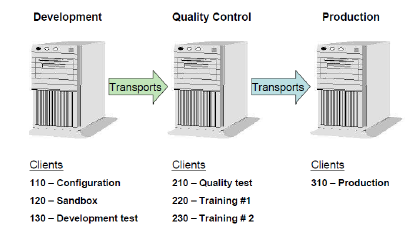 Development Quality Control Production
Transports Transports
Clients Clients Clients
110 – Configuration 210 – Quality test 310 – Production
120 – Sandbox 220 – Training #1
130 – Development test 230 – Training # 2